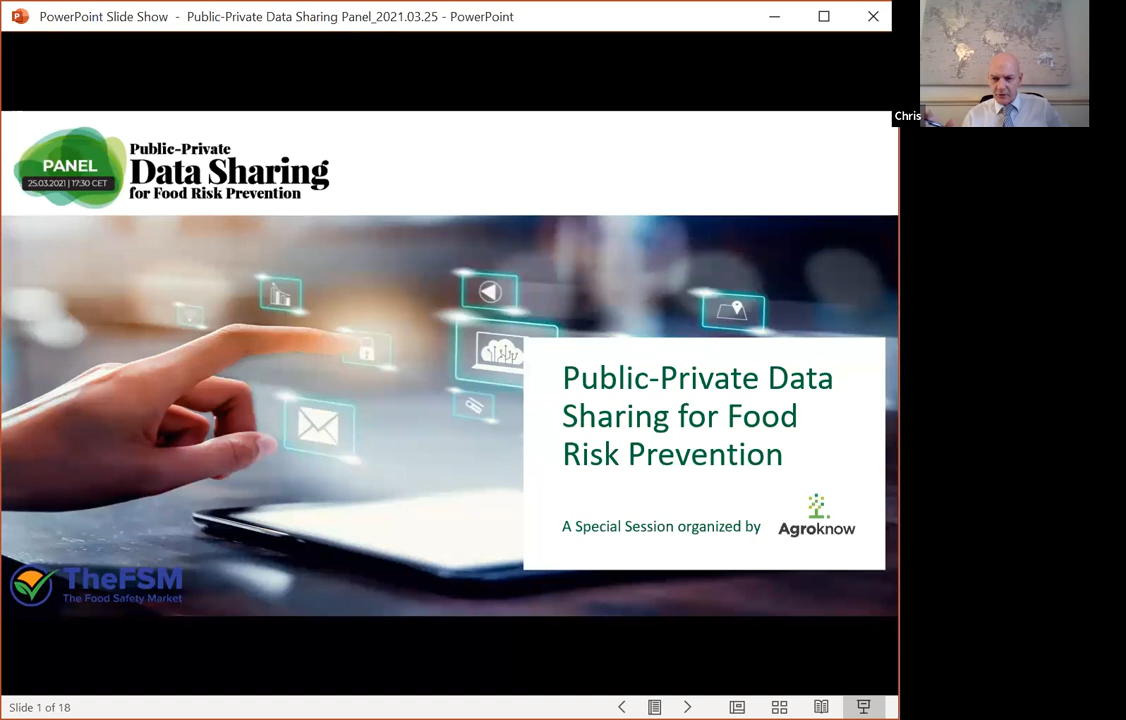 PowerPoint Slide Show - Public-Private Data Sharing Panel_2021.03.25 - PowerPoint
Chris
PANEL
25.03.2021 | 17:30 CET
Public-Private
Data Sharing
for Food Risk Prevention
Public-Private Data
Sharing for Food
Risk Prevention
A Special Session organized by
Agroknow
TheFSM
The Food Safety Market
Slide 1 of 18